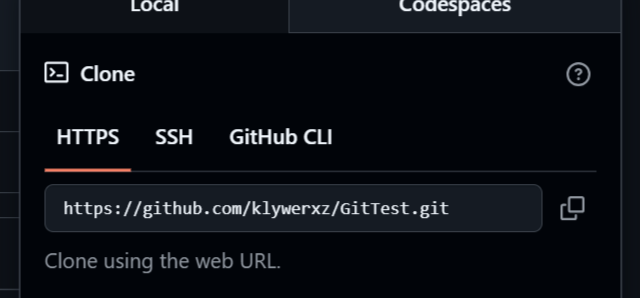 Local Codespaces
Clone
HTTPS SSH GitHub CLI
https://github.com/klywerxz/GitTest.git
Clone using the web URL.